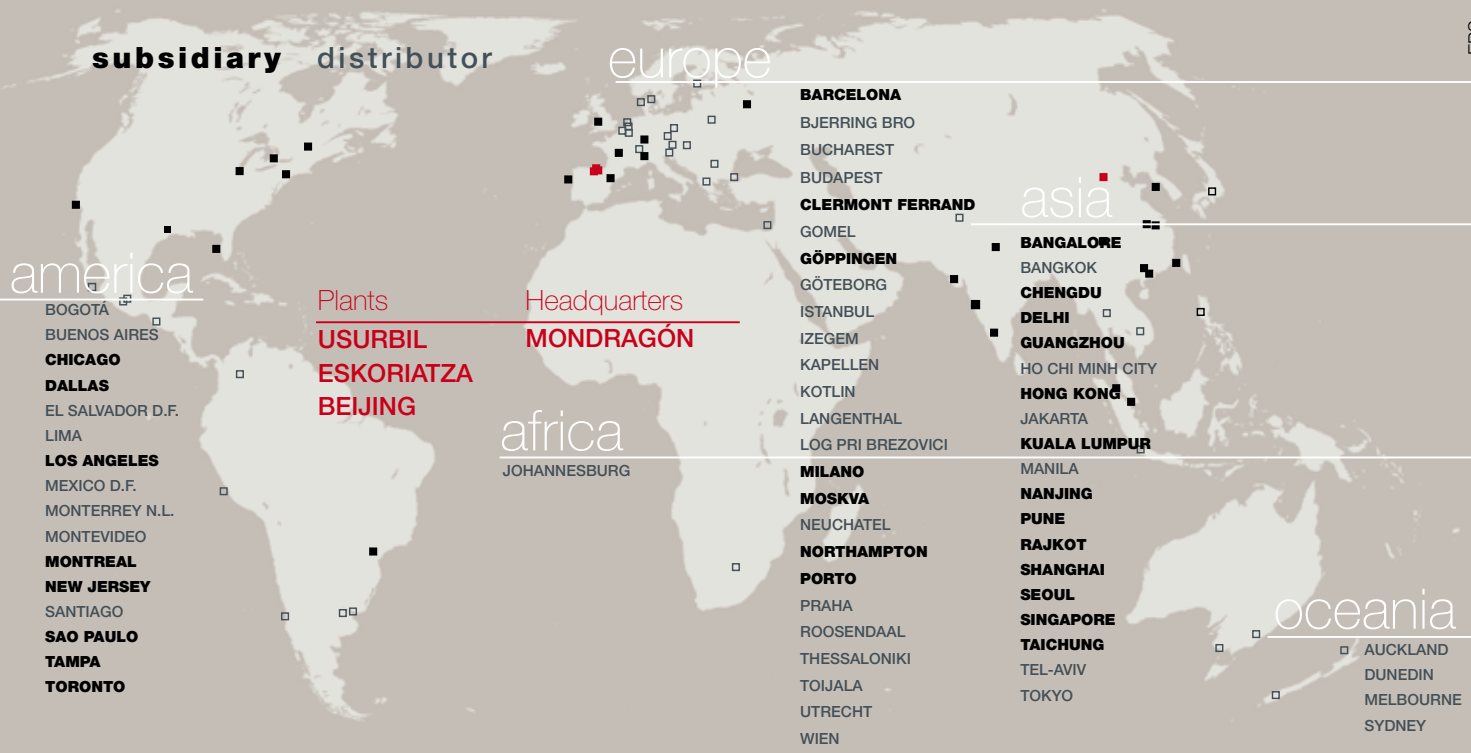 subsidiary distributor
europe
BARCELONA
BJERRING BRO
BUCHAREST
BUDAPEST
CLERMONT FERRAND
GOMEL
GÖPPINGEN
GÖTEBORG
ISTANBUL
IZEGEM
KAPELLEN
KOTLIN
LANGENTHAL
LOG PRI BREZOVICI
MILANO
MOSKVA
NEUCHATEL
NORTHAMPTON
PORTO
PRAHA
ROOSENDAAL
THESSALONIKI
TOIJALA
UTRECHT
WIEN
asia
BANGALORE
BANGKOK
CHENGDU
DELHI
GUANGZHOU
HO CHI MINH CITY
HONG KONG
JAKARTA
KUALA LUMPUR
MANILA
NANJING
PUNE
RAJKOT
SHANGHAI
SEOUL
SINGAPORE
TAICHUNG
TEL-AVIV
TOKYO
america
BOGOTÁ
BUENOS AIRES
CHICAGO
DALLAS
EL SALVADOR D.F.
LIMA
LOS ANGELES
MEXICO D.F.
MONTERREY N.L.
MONTEVIDEO
MONTREAL
NEW JERSEY
SANTIAGO
SAO PAULO
TAMPA
TORONTO
Plants
USURBIL
ESKORIATZA
BEIJING
Headquarters
MONDRAGÓN
africa
JOHANNESBURG
oceania
AUCKLAND
DUNEDIN
MELBOURNE
SYDNEY